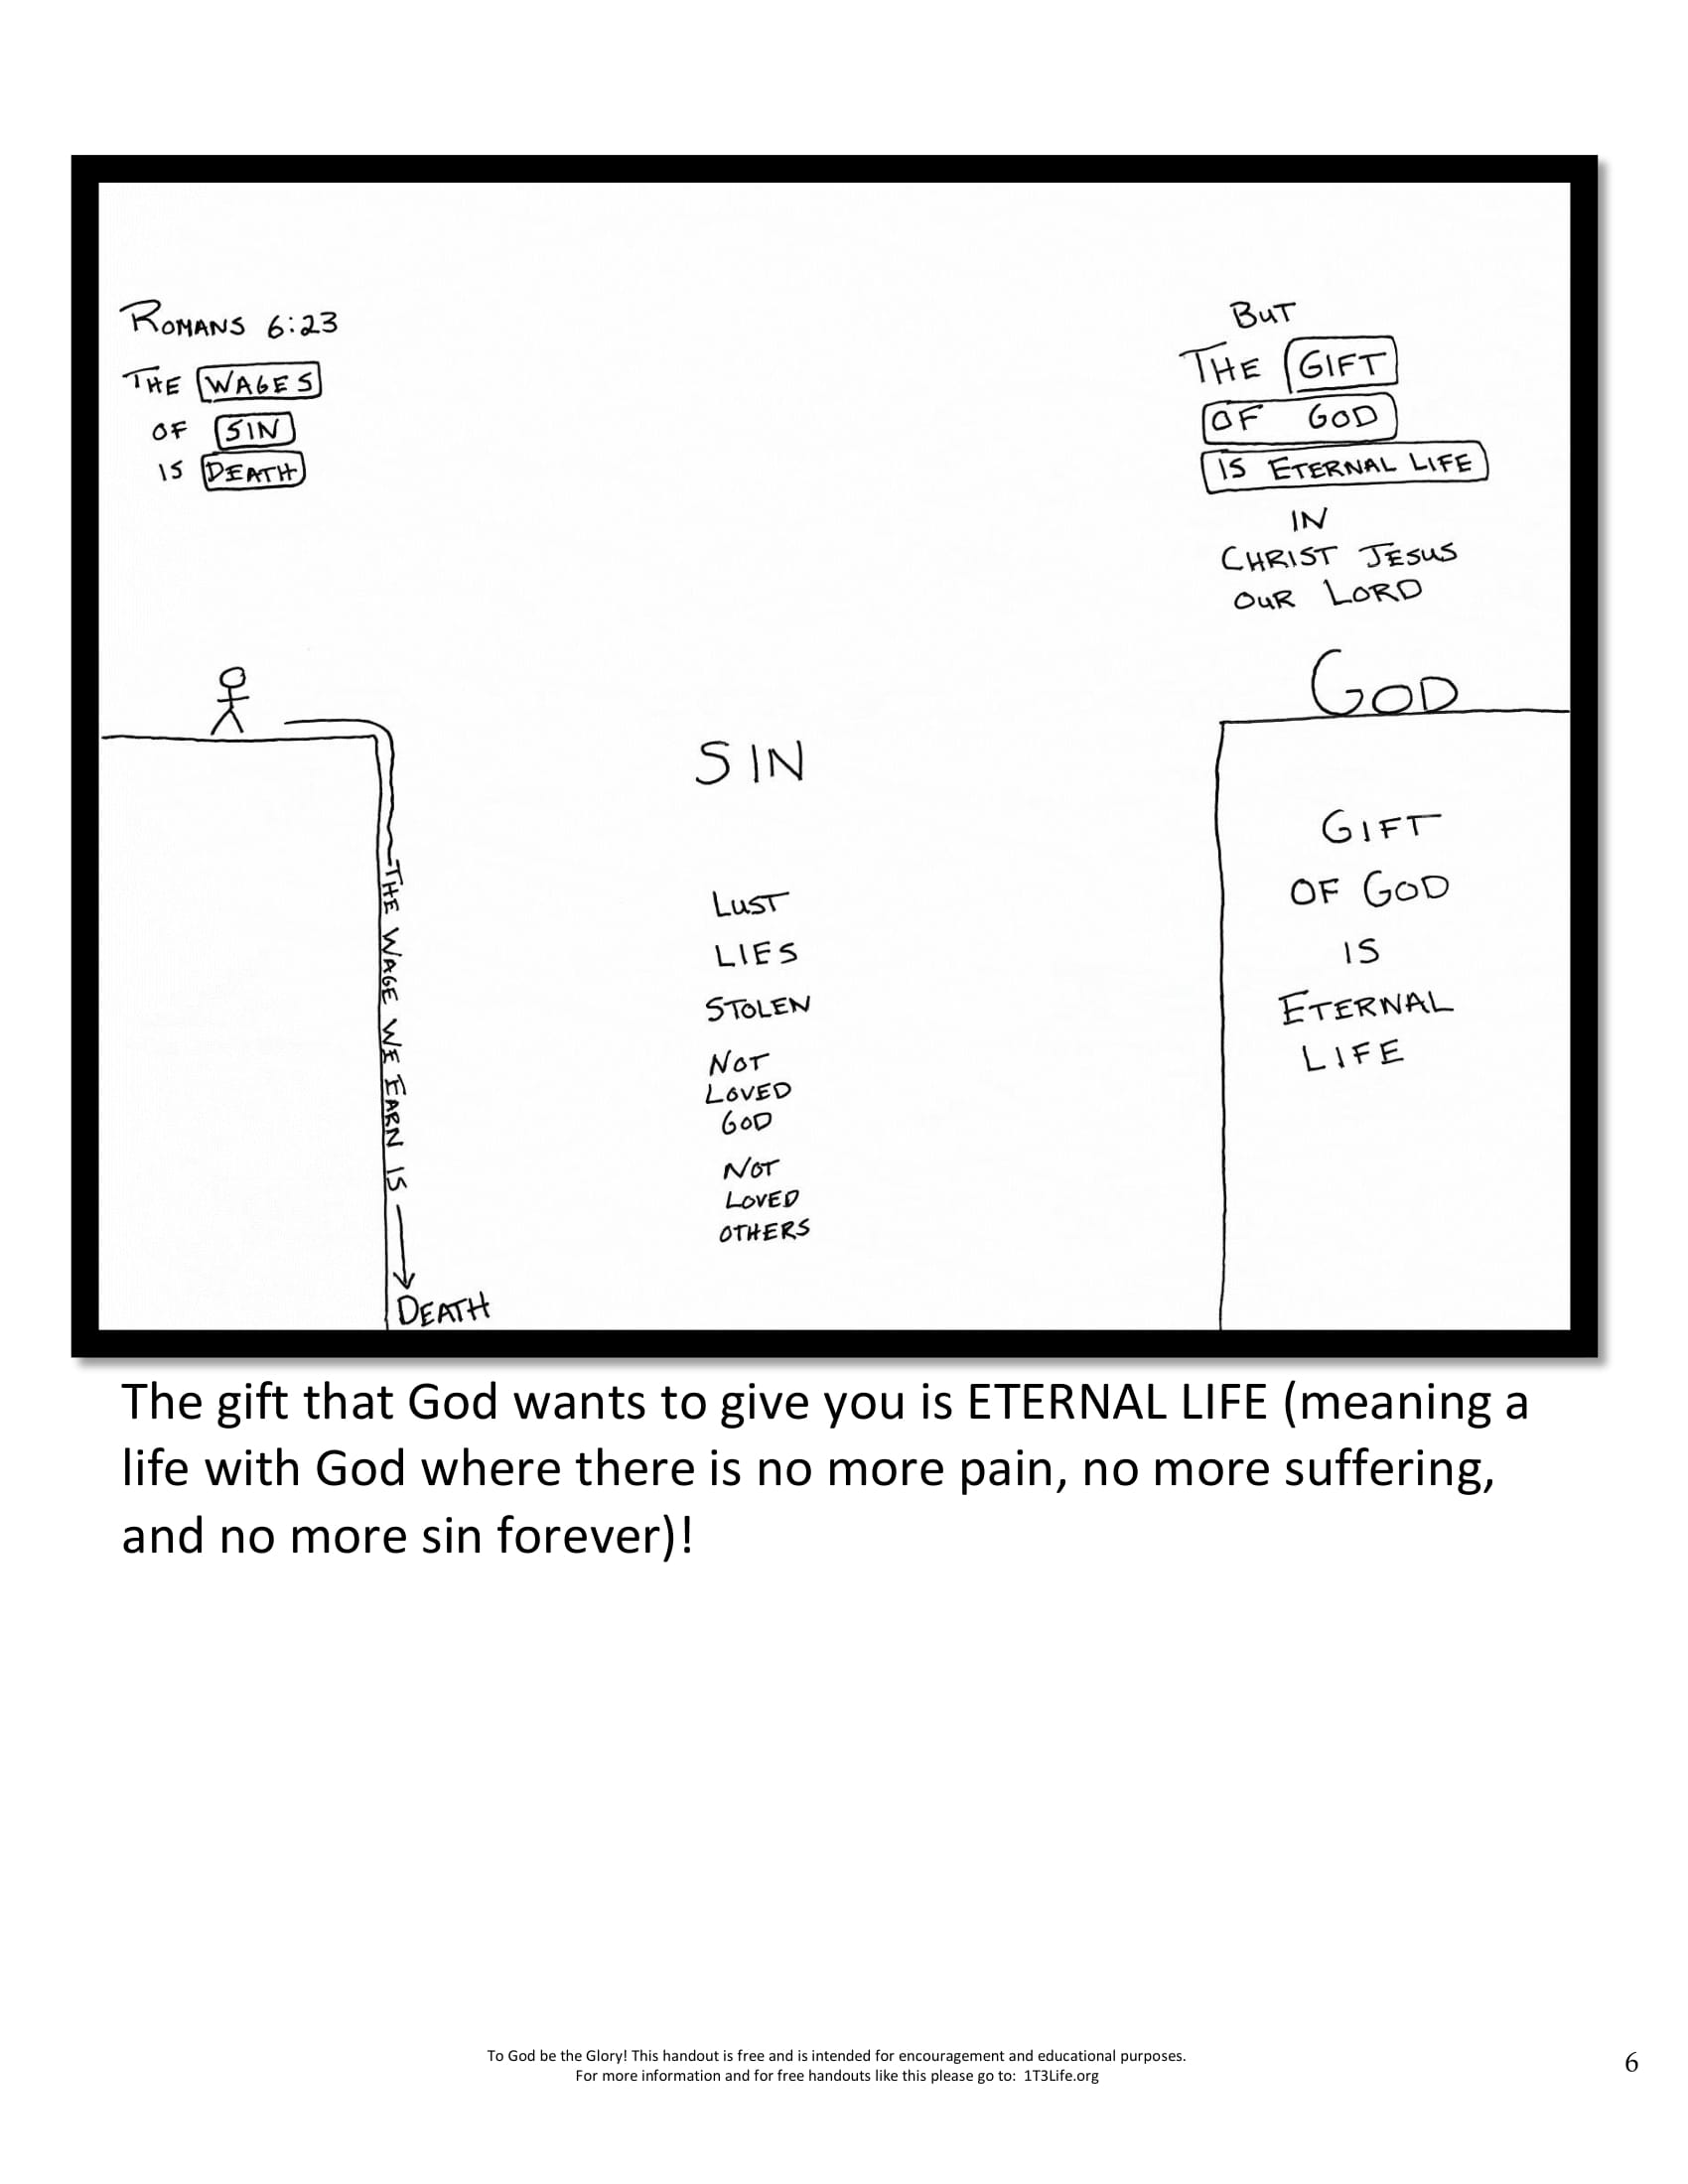 ROMANS 6:23
THE WAGES
OF SIN
IS DEATH
BUT
THE GIFT
OF GOD
IS ETERNAL LIFE
IN
CHRIST JESUS
OUR LORD
GOD
SIN
LUST
LIES
STOLEN
NOT
LOVED
GOD
NOT
LOVED
OTHERS
THE WAGE WE EARN IS
DEATH
GIFT
OF GOD
IS
ETERNAL
LIFE
The gift that God wants to give you is ETERNAL LIFE (meaning a
life with God where there is no more pain, no more suffering,
and no more sin forever)!
To God be the Glory! This handout is free and is intended for encouragement and educational purposes.
For more information and for free handouts like this please go to:  1T3Life.org
6